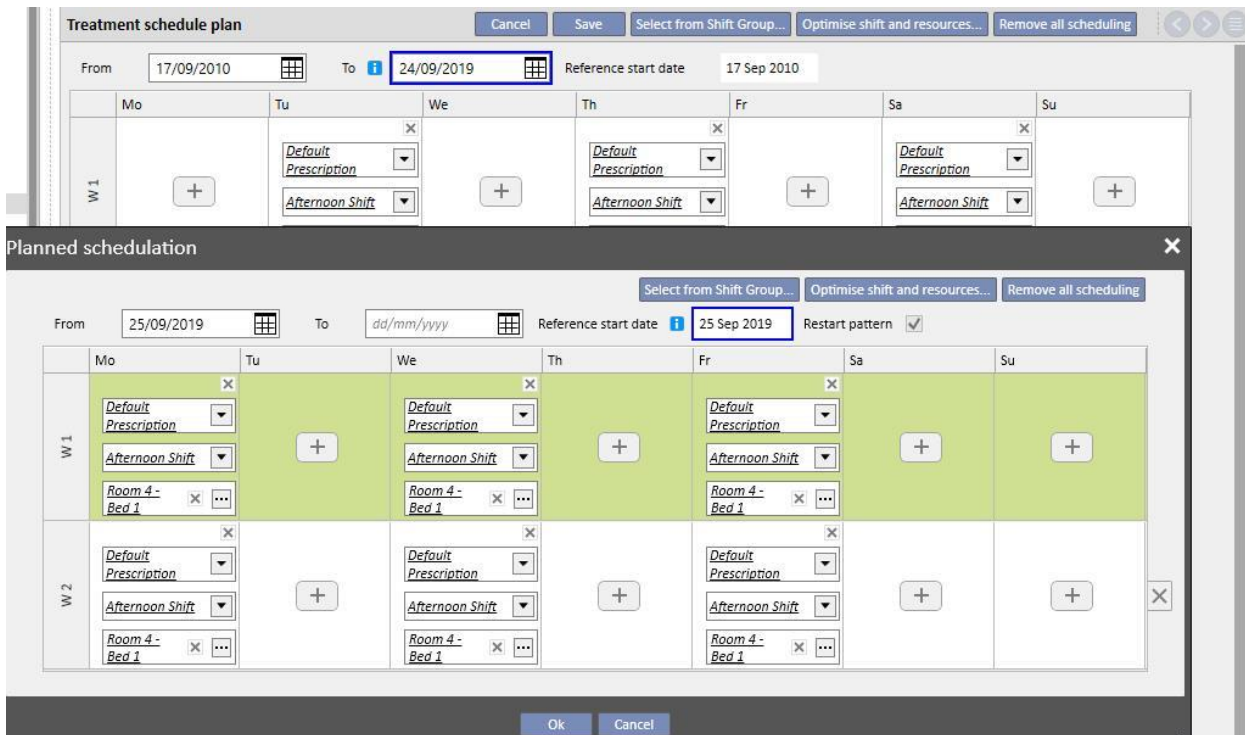 Treatment schedule plan Cancel Save Select from Shift Group... Optimise shift and resources... Remove all scheduling
From 17/09/2010 To 24/09/2019 Reference start date 17 Sep 2010
Mo Tu We Th Fr Sa Su
Default Default Default
Prescription Prescription Prescription
W 1
Afternoon Shift Afternoon Shift Afternoon Shift
Planned schedulation
Select from Shift Group... Optimise shift and resources... Remove all scheduling
From 25/09/2019 To dd/mm/yyyy Reference start date 25 Sep 2019 Restart pattern
Mo Tu We Th Fr Sa Su
Default Default Default
Prescription Prescription Prescription
W 1
Afternoon Shift Afternoon Shift Afternoon Shift
Room 4 - Room 4 - Room 4 -
Bed 1 Bed 1 Bed 1
Default Default Default
Prescription Prescription Prescription
W 2
Afternoon Shift Afternoon Shift Afternoon Shift
Room 4 - Room 4 - Room 4 -
Bed 1 Bed 1 Bed 1
Ok Cancel